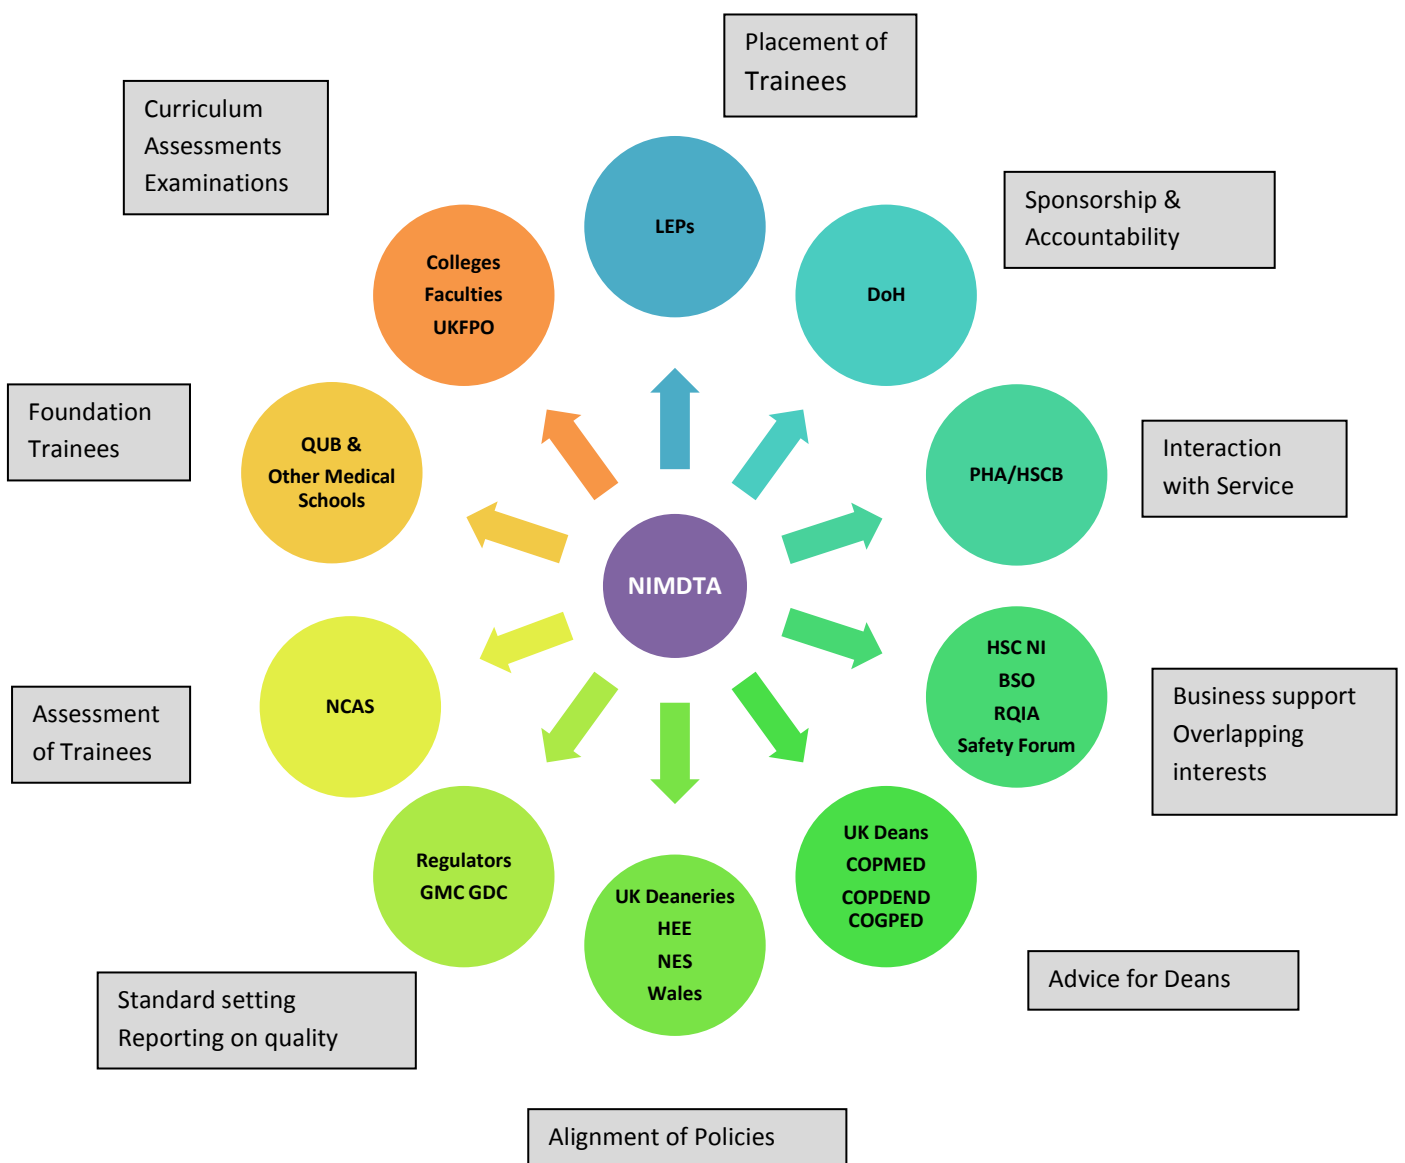 Placement of
Trainees
Curriculum
Assessments
Examinations
Sponsorship &
Accountability
LEPs
Colleges
Faculties
UKFPO
DoH
Foundation
Trainees
QUB &
Other Medical
Schools
PHA/HSCB
Interaction
with Service
NIMDTA
Assessment
of Trainees
NCAS
HSC NI
BSO
RQIA
Safety Forum
Business support
Overlapping
interests
Regulators
GMC GDC
UK Deaneries
HEE
NES
Wales
UK Deans
COPMED
COPDEND
COGPED
Standard setting
Reporting on quality
Advice for Deans
Alignment of Policies